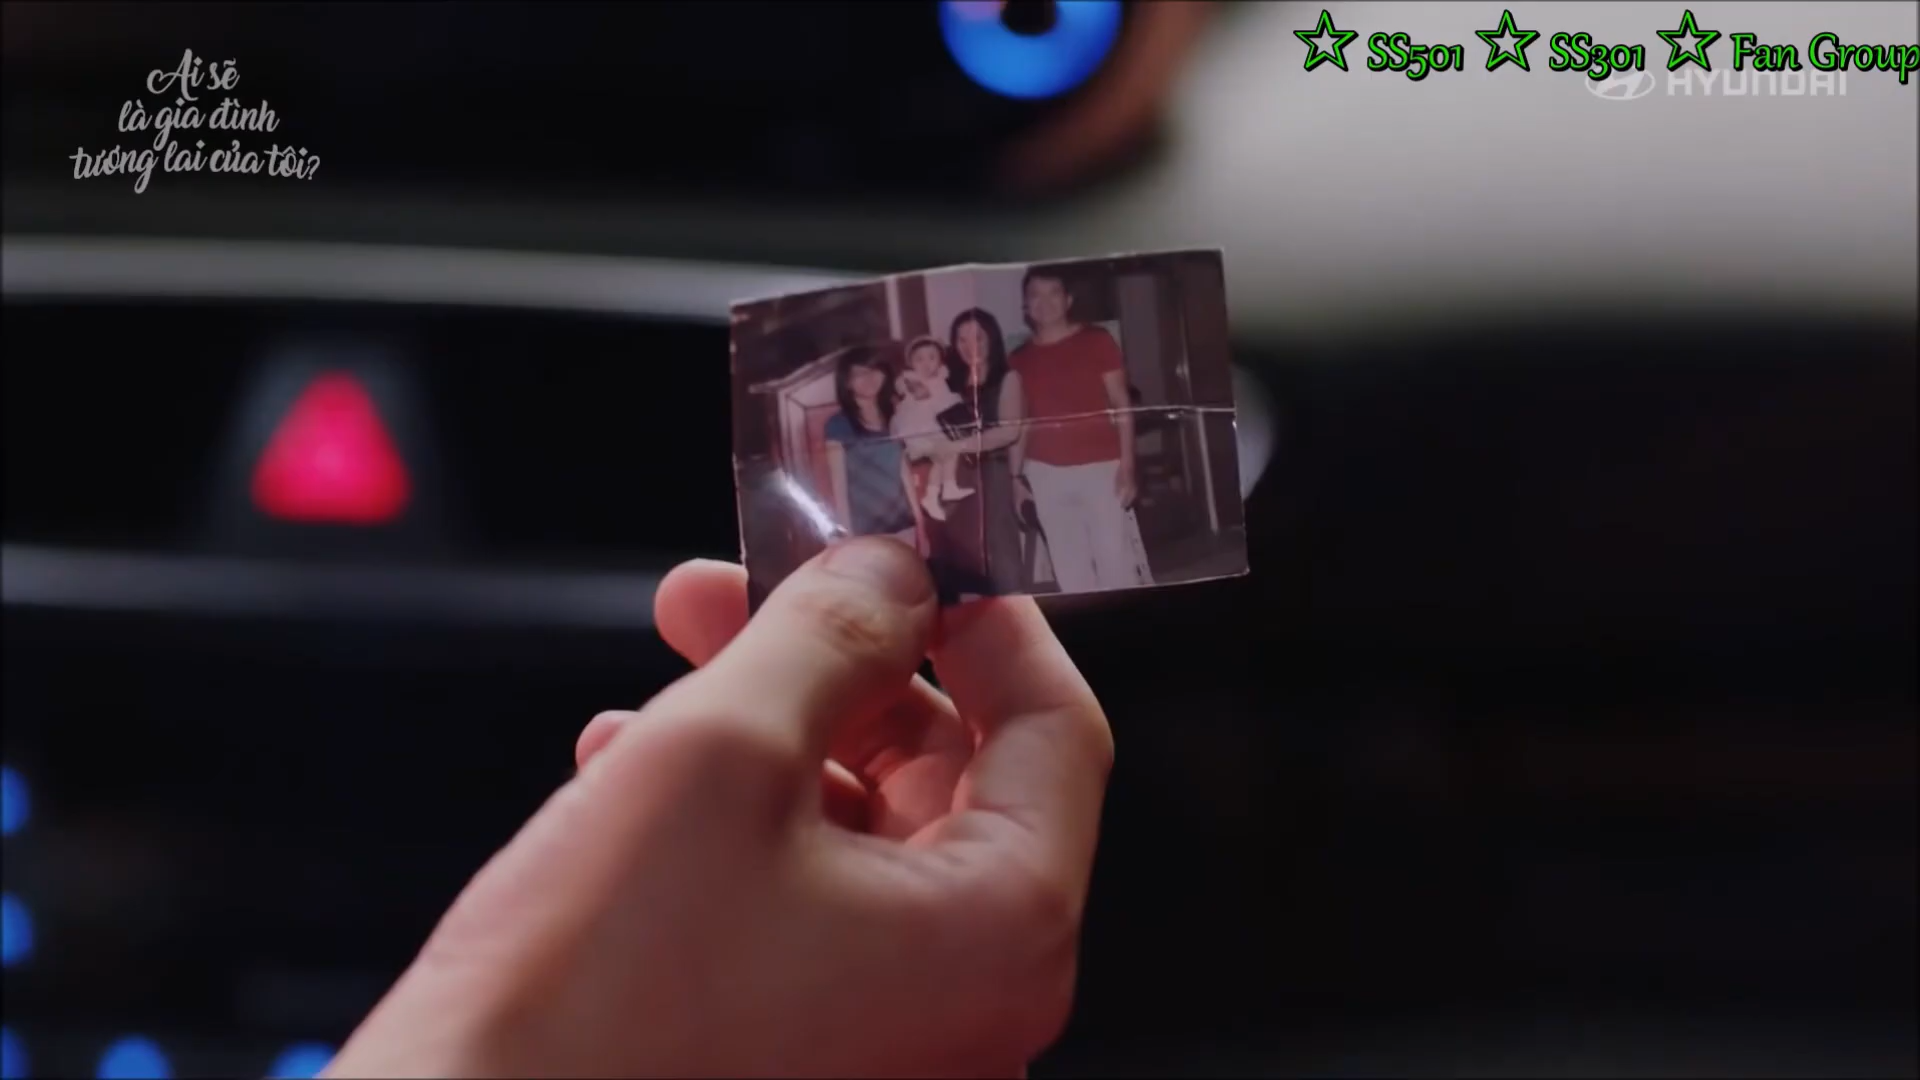 Ai sẽ
là gia đình
tương lai của tôi?
☆ SS501 ☆ SS301 ☆ Fan Group
HYUNDAI